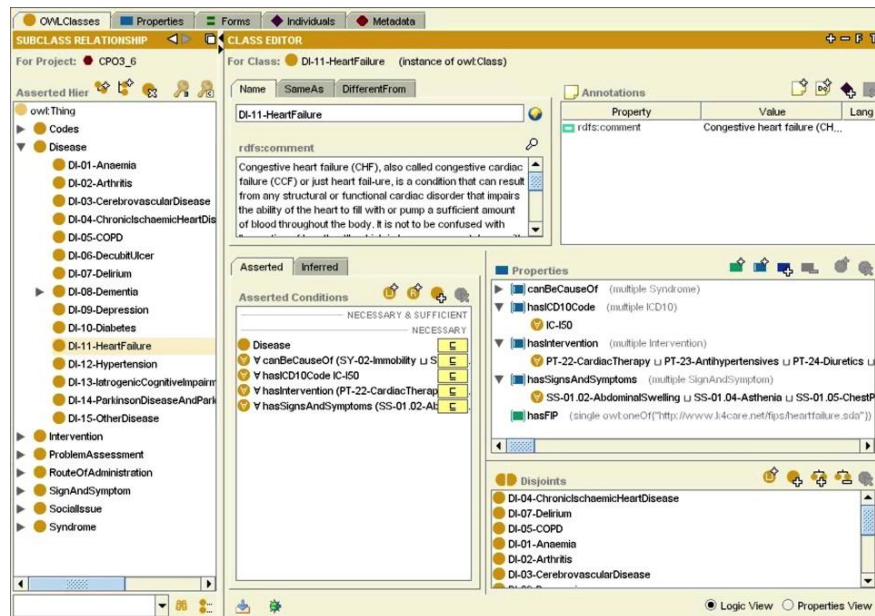 OWLClasses
Properties
Forms
Individuals
Metadata
SUBCLASS RELATIONSHIP
For Project: CPO3_6
Asserted Hier
owl:Thing
Codes
Disease
DI-01-Anaemia
DI-02-Arthritis
DI-03-CerebrovascularDisease
DI-04-ChronicIschaemicHeartDis
DI-05-COPD
DI-06-DecubitUlcer
DI-07-Delirium
DI-08-Dementia
DI-09-Depression
DI-10-Diabetes
DI-11-HeartFailure
DI-12-Hypertension
DI-13-IatrogenicCognitiveImpairm
DI-14-ParkinsonDiseaseAndPark
DI-15-OtherDisease
Intervention
ProblemAssessment
RouteOfAdministration
SignAndSymptom
SocialIssue
Syndrome
CLASS EDITOR
For Class: DI-11-HeartFailure (instance of owl:Class)
Name
SameAs
DifferentFrom
DI-11-HeartFailure
rdfs:comment
Congestive heart failure (CHF), also called congestive cardiac
failure (CCF) or just heart fail-ure, is a condition that can result
from any structural or functional cardiac disorder that impairs
the ability of the heart to fill with or pump a sufficient amount
of blood throughout the body. It is not to be confused with
Annotations
Property Value Lang
rdfs:comment Congestive heart failure (CH...
Asserted
Inferred
Asserted Conditions
NECESSARY & SUFFICIENT
NECESSARY
Disease
∀ canBeCauseOf (SY-02-Immobility ⊔ S
∀ hasICD10Code IC-I50
∀ hasIntervention (PT-22-CardiacTherap
∀ hasSignsAndSymptoms (SS-01.02-Ab
Properties
canBeCauseOf (multiple Syndrome)
hasICD10Code (multiple ICD10)
IC-I50
hasIntervention (multiple Intervention)
PT-22-CardiacTherapy ⊔ PT-23-Antihypertensives ⊔ PT-24-Diuretics ⊔
hasSignsAndSymptoms (multiple SignAndSymptom)
SS-01.02-AbdominalSwelling ⊔ SS-01.04-Asthenia ⊔ SS-01.05-ChestP
hasFIP (single owl:oneOf{"http://www.k4care.net/fips/heartfailure.sda"})
Disjoints
DI-04-ChronicIschaemicHeartDisease
DI-07-Delirium
DI-05-COPD
DI-01-Anaemia
DI-02-Arthritis
DI-03-CerebrovascularDisease
Logic View
Properties View